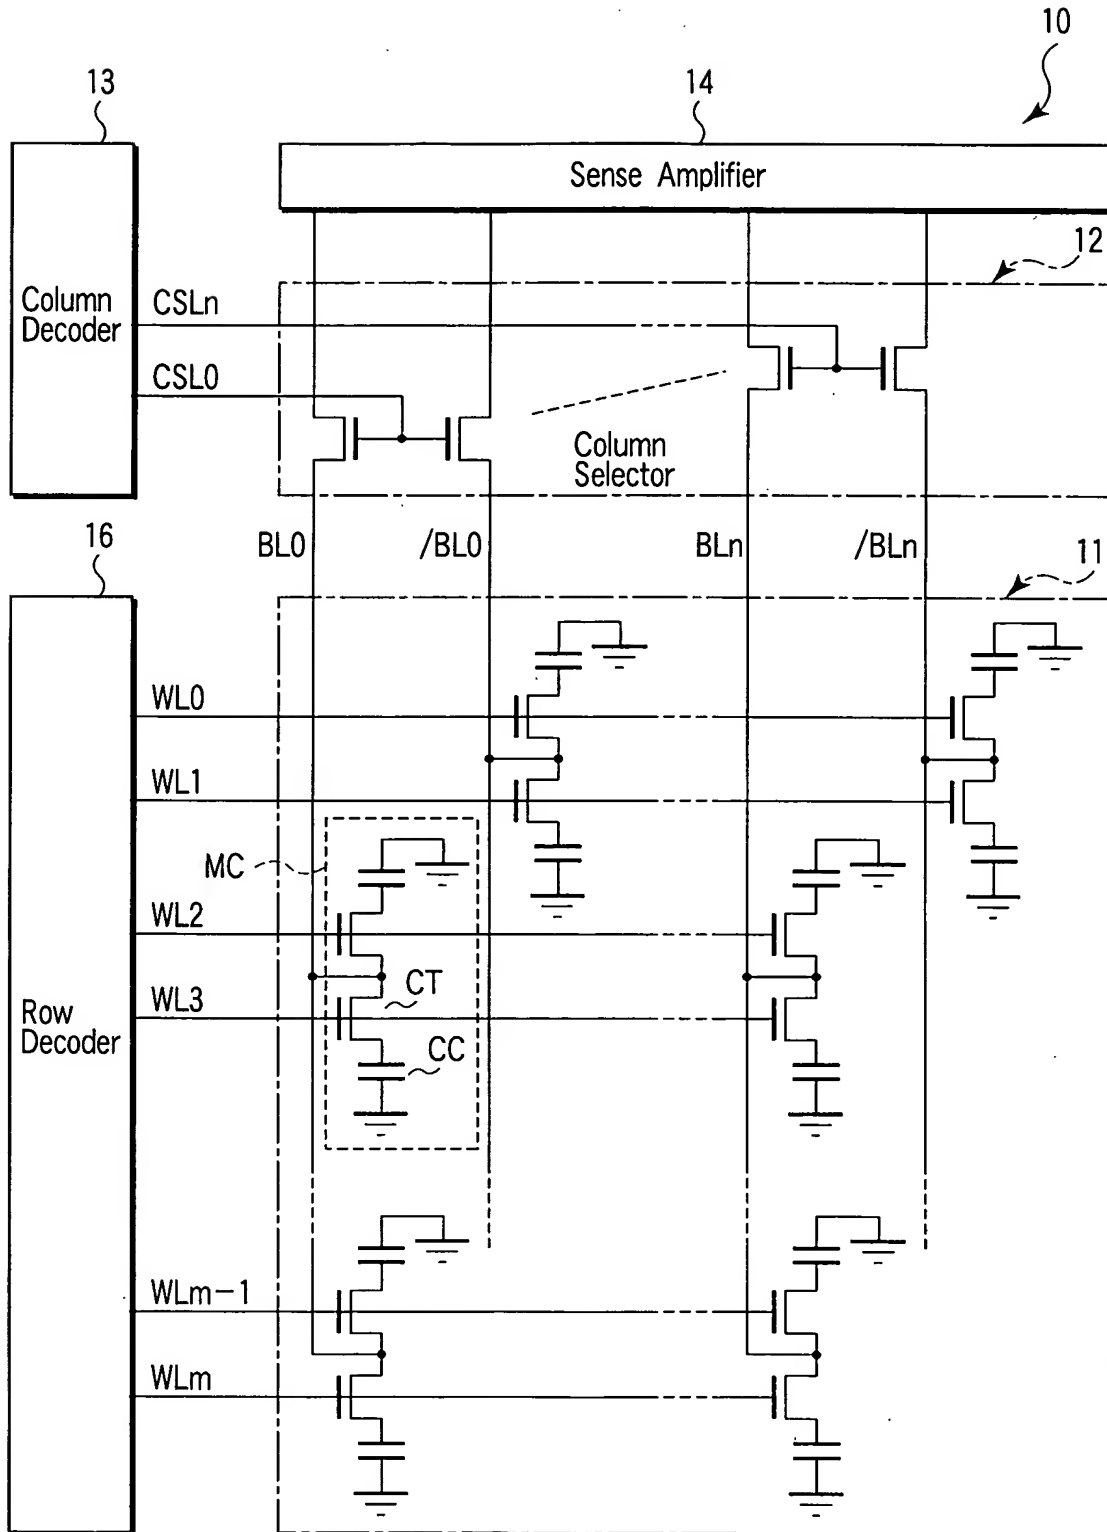 10
13
14
Sense Amplifier
12
Column
Decoder
CSLn
CSL0
Column
Selector
16
BL0
/BL0
BLn
/BLn
11
WL0
WL1
MC
WL2
CT
WL3
Row
Decoder
CC
WLm-1
WLm